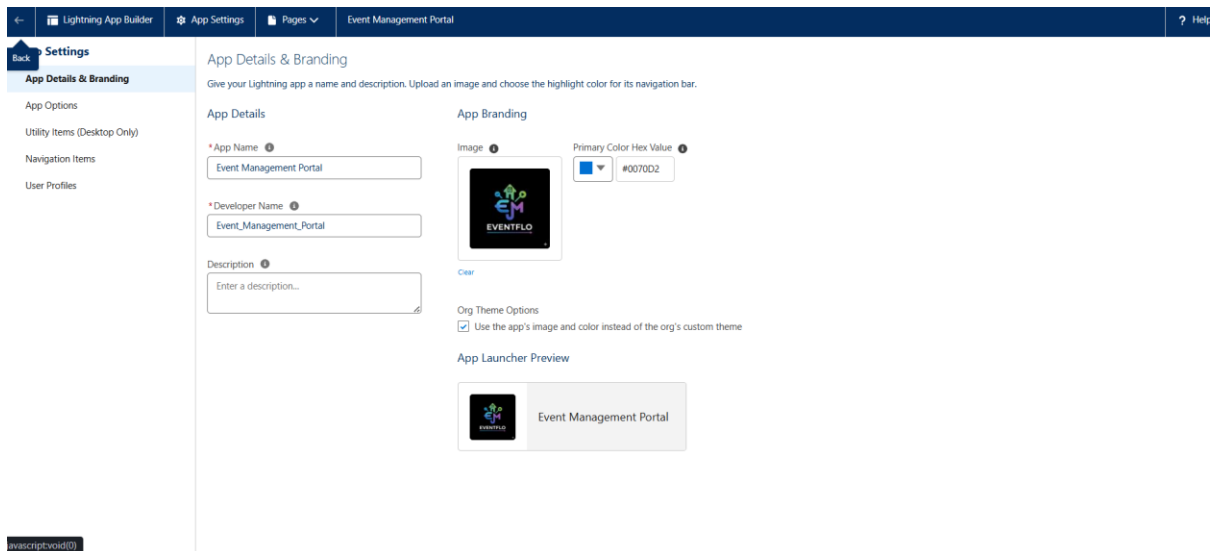 ← Lightning App Builder App Settings Pages Event Management Portal ? Help
Settings
Back
App Details & Branding
App Options
Utility Items (Desktop Only)
Navigation Items
User Profiles
App Details & Branding
Give your Lightning app a name and description. Upload an image and choose the highlight color for its navigation bar.
App Details
*App Name
Event Management Portal
*Developer Name
Event_Management_Portal
Description
Enter a description...
App Branding
Image
Primary Color Hex Value
#0070D2
EJM
EVENTFLO
Clear
Org Theme Options
Use the app's image and color instead of the org's custom theme
App Launcher Preview
EJM
EVENTFLO
Event Management Portal
javascript:void(0)